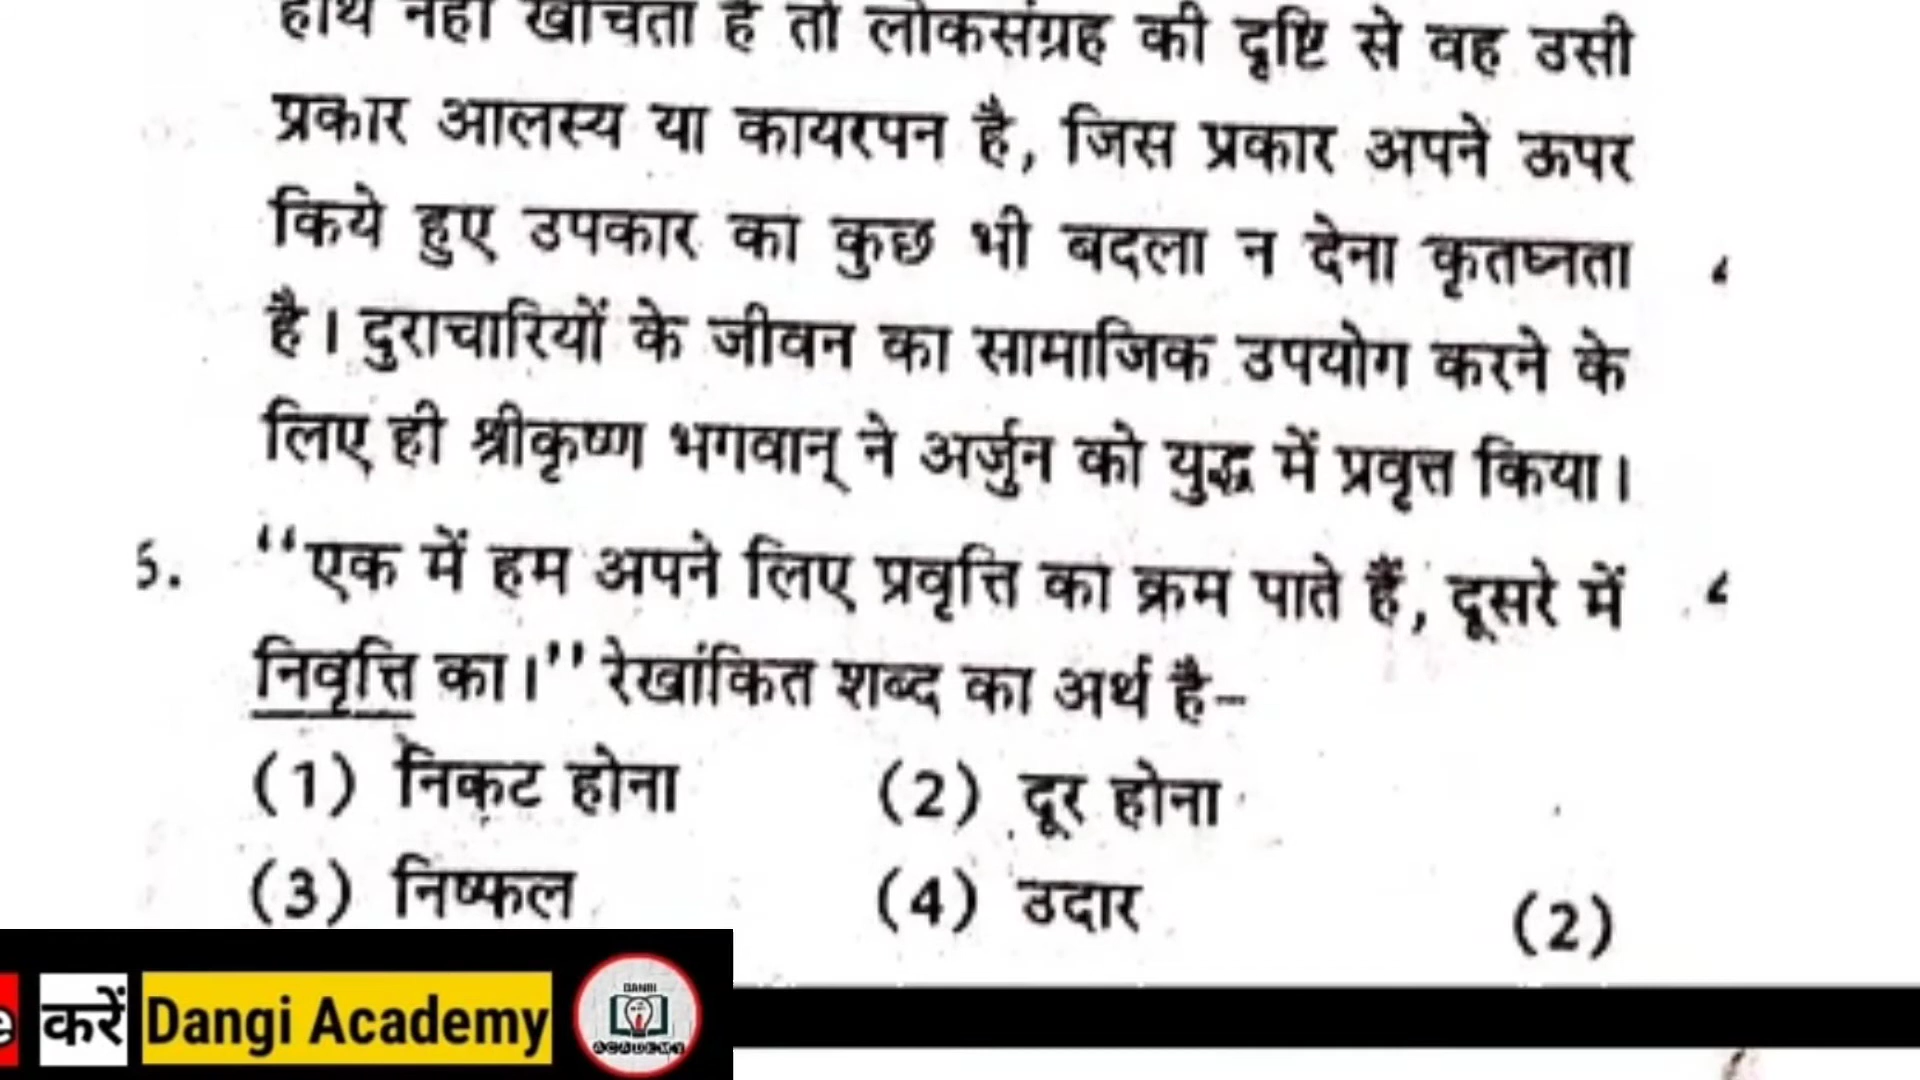 हाथ नहीं खींचता है तो लोकसंग्रह की दृष्टि से वह उसी
प्रकार आलस्य या कायरपन है, जिस प्रकार अपने ऊपर
किये हुए उपकार का कुछ भी बदला न देना कृतघ्नता
है। दुराचारियों के जीवन का सामाजिक उपयोग करने के
लिए ही श्रीकृष्ण भगवान् ने अर्जुन को युद्ध में प्रवृत्त किया।
5. “एक में हम अपने लिए प्रवृत्ति का क्रम पाते हैं, दूसरे में
निवृत्ति का।” रेखांकित शब्द का अर्थ है–
(1) निकट होना (2) दूर होना
(3) निष्फल (4) उदार (2)
करें Dangi Academy
DANGI
ACADEMY